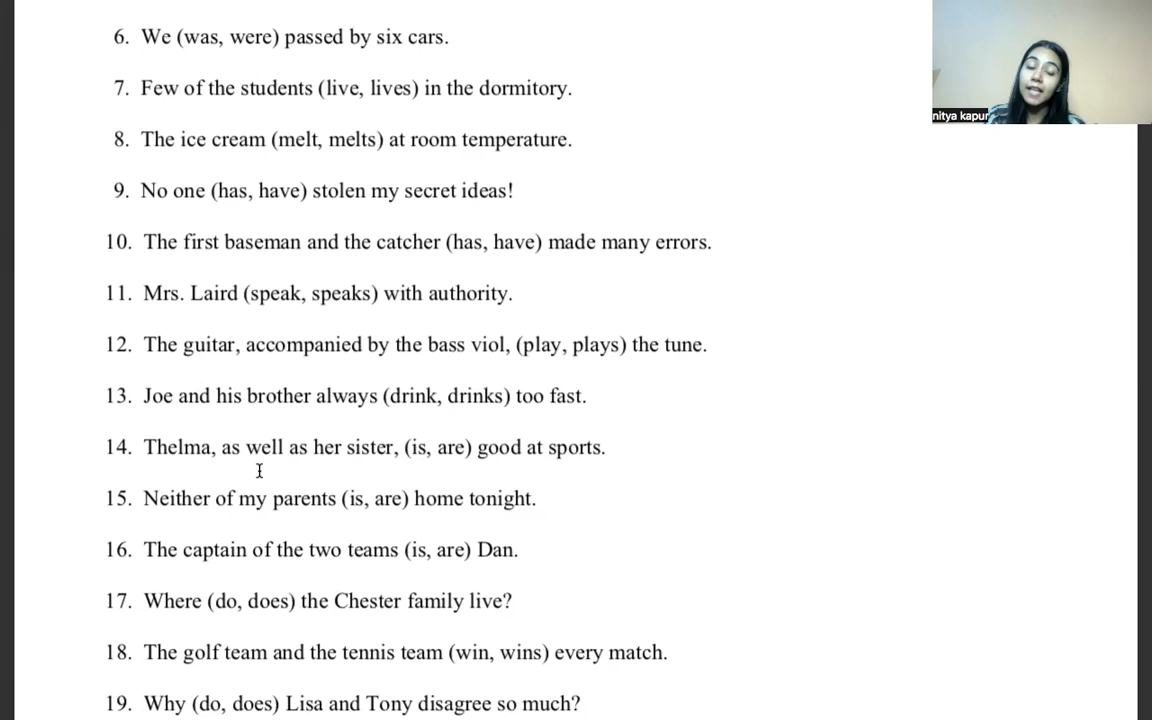 6. We (was, were) passed by six cars.
7. Few of the students (live, lives) in the dormitory.
8. The ice cream (melt, melts) at room temperature.
9. No one (has, have) stolen my secret ideas!
10. The first baseman and the catcher (has, have) made many errors.
11. Mrs. Laird (speak, speaks) with authority.
12. The guitar, accompanied by the bass viol, (play, plays) the tune.
13. Joe and his brother always (drink, drinks) too fast.
14. Thelma, as well as her sister, (is, are) good at sports.
15. Neither of my parents (is, are) home tonight.
16. The captain of the two teams (is, are) Dan.
17. Where (do, does) the Chester family live?
18. The golf team and the tennis team (win, wins) every match.
19. Why (do, does) Lisa and Tony disagree so much?
nitya kapur